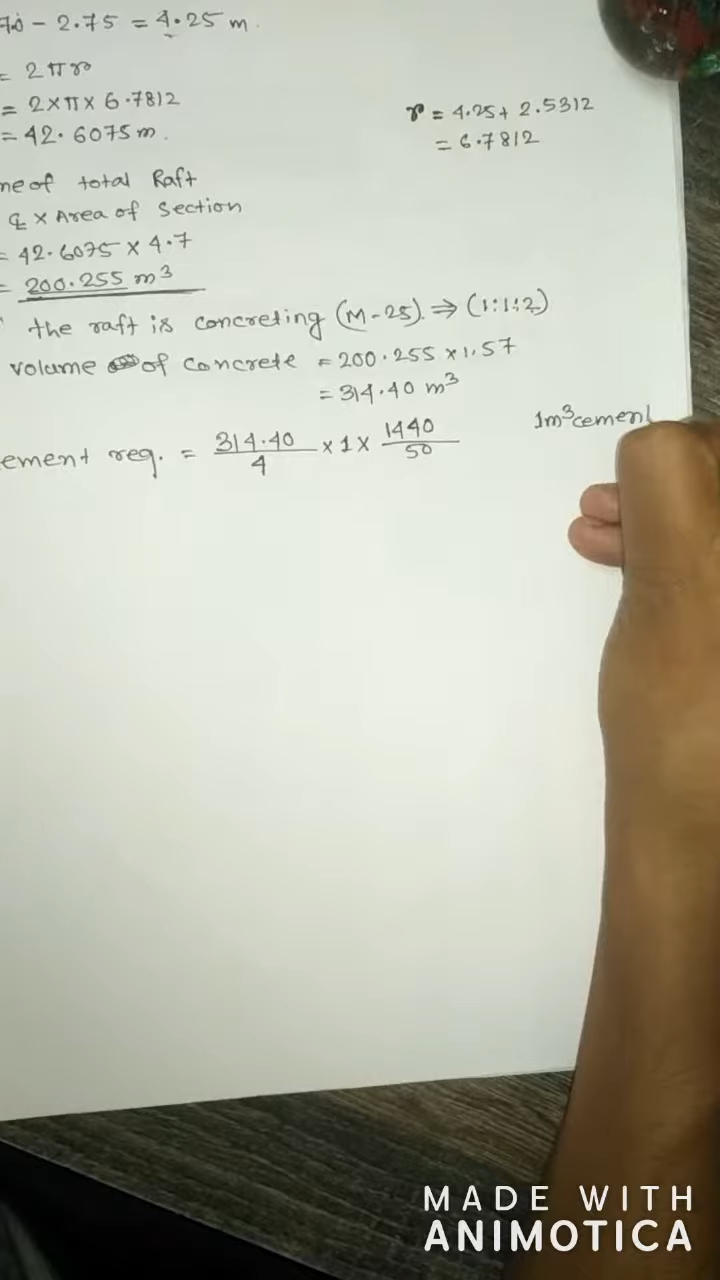 70 - 2.75 = 4.25 m.
= 2πr
= 2×π× 6.7812
= 42.6075 m.
r = 4.25+ 2.5312
= 6.7812
me of total Raft
℄ × Area of Section
= 42.6075 × 4.7
= 200.255 m³
the raft is concreting (M-25) ⇒ (1:1:2)
volume of concrete = 200.255 ×1.57
= 314.40 m³
ement req. = 314.40/4 × 1 × 1440/50
1m³cement
MADE WITH
ANIMOTICA